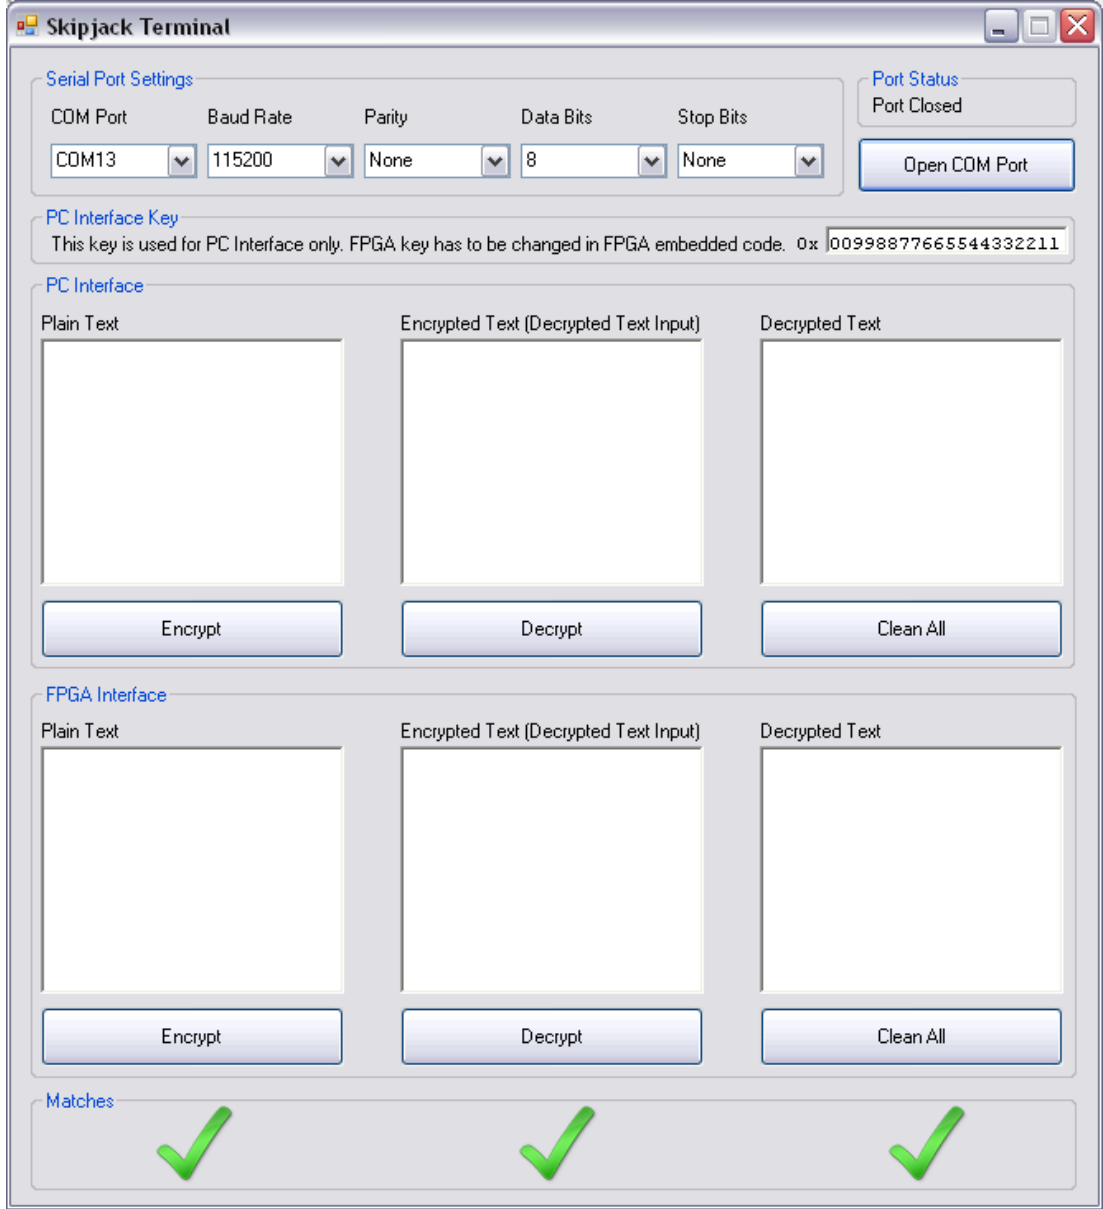 Skipjack Terminal
Serial Port Settings
Port Status
COM Port Baud Rate Parity Data Bits Stop Bits
Port Closed
COM13 115200 None 8 None
Open COM Port
PC Interface Key
This key is used for PC Interface only. FPGA key has to be changed in FPGA embedded code. 0x 00998877665544332211
PC Interface
Plain Text Encrypted Text (Decrypted Text Input) Decrypted Text
Encrypt Decrypt Clean All
FPGA Interface
Plain Text Encrypted Text (Decrypted Text Input) Decrypted Text
Encrypt Decrypt Clean All
Matches